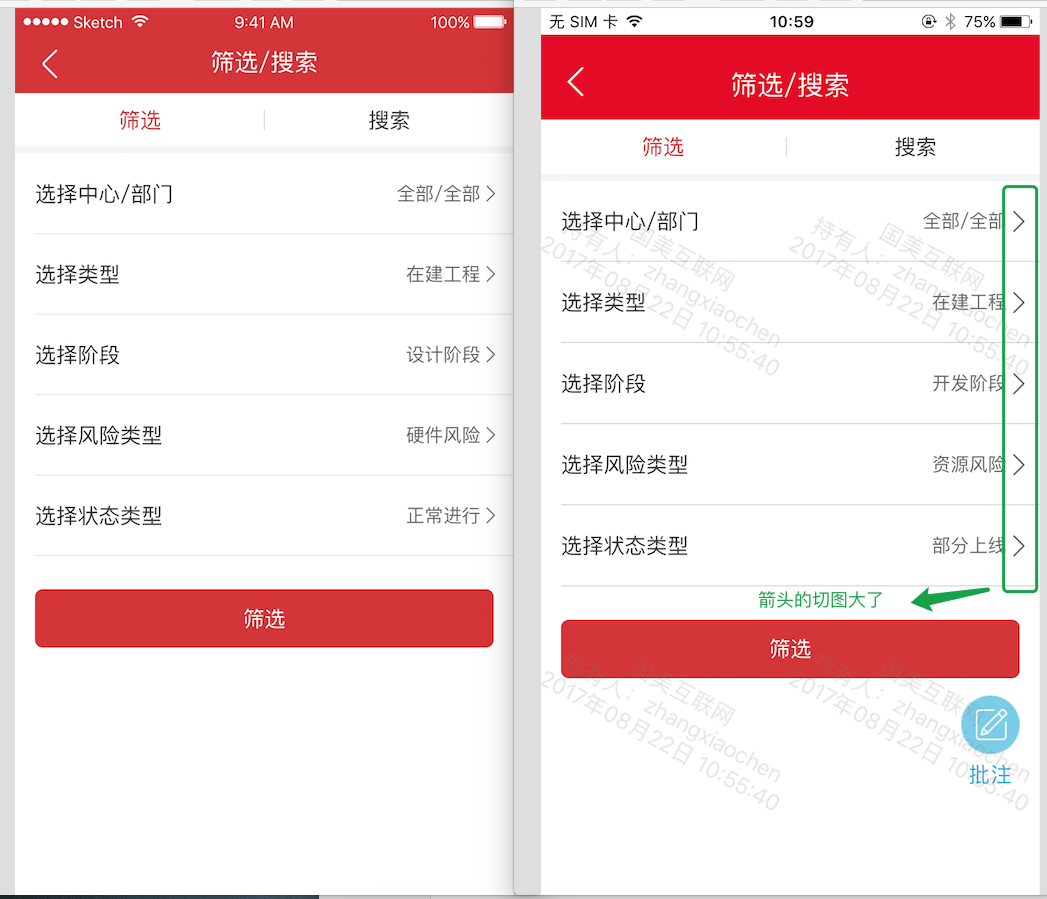 Sketch 9:41 AM 100%
筛选/搜索
筛选 搜索
选择中心/部门 全部/全部
选择类型 在建工程
选择阶段 设计阶段
选择风险类型 硬件风险
选择状态类型 正常进行
筛选
无 SIM 卡 10:59 75%
筛选/搜索
筛选 搜索
选择中心/部门 全部/全部
选择类型 在建工程
选择阶段 开发阶段
选择风险类型 资源风险
选择状态类型 部分上线
箭头的切图大了
筛选
批注
国美互联网
持有人：zhangxiaochen
2017年08月22日 10:55:40
国美互联网
持有人：zhangxiaochen
2017年08月22日 10:55:40
国美互联网
持有人：zhangxiaochen
2017年08月22日 10:55:40
国美互联网
持有人：zhangxiaochen
2017年08月22日 10:55:40